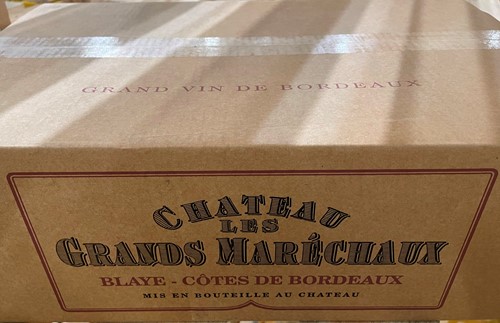 GRAND VIN DE BORDEAUX
CHATEAU
LES
GRANDS MARÉCHAUX
BLAYE - CÔTES DE BORDEAUX
MIS EN BOUTEILLE AU CHATEAU